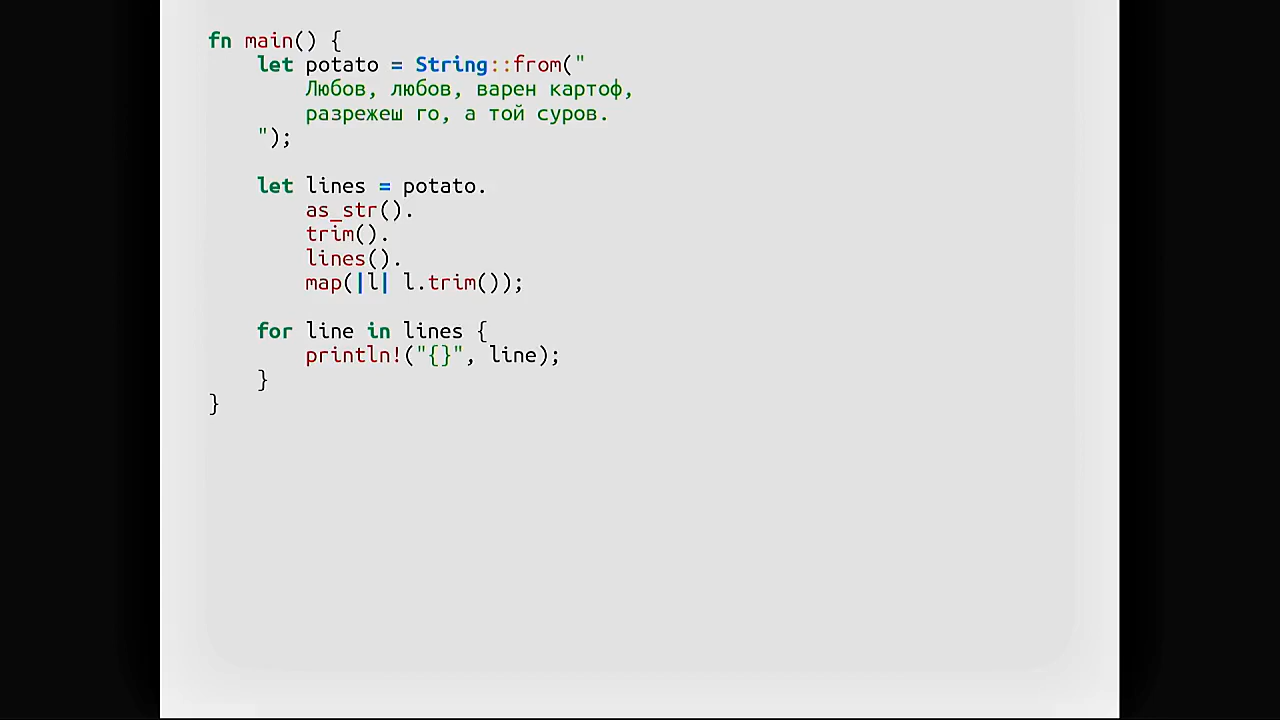 fn main() {
    let potato = String::from("
        Любов, любов, варен картоф,
        разрежеш го, а той суров.
    ");
    let lines = potato.
        as_str().
        trim().
        lines().
        map(|l| l.trim());
    for line in lines {
        println!("{}", line);
    }
}